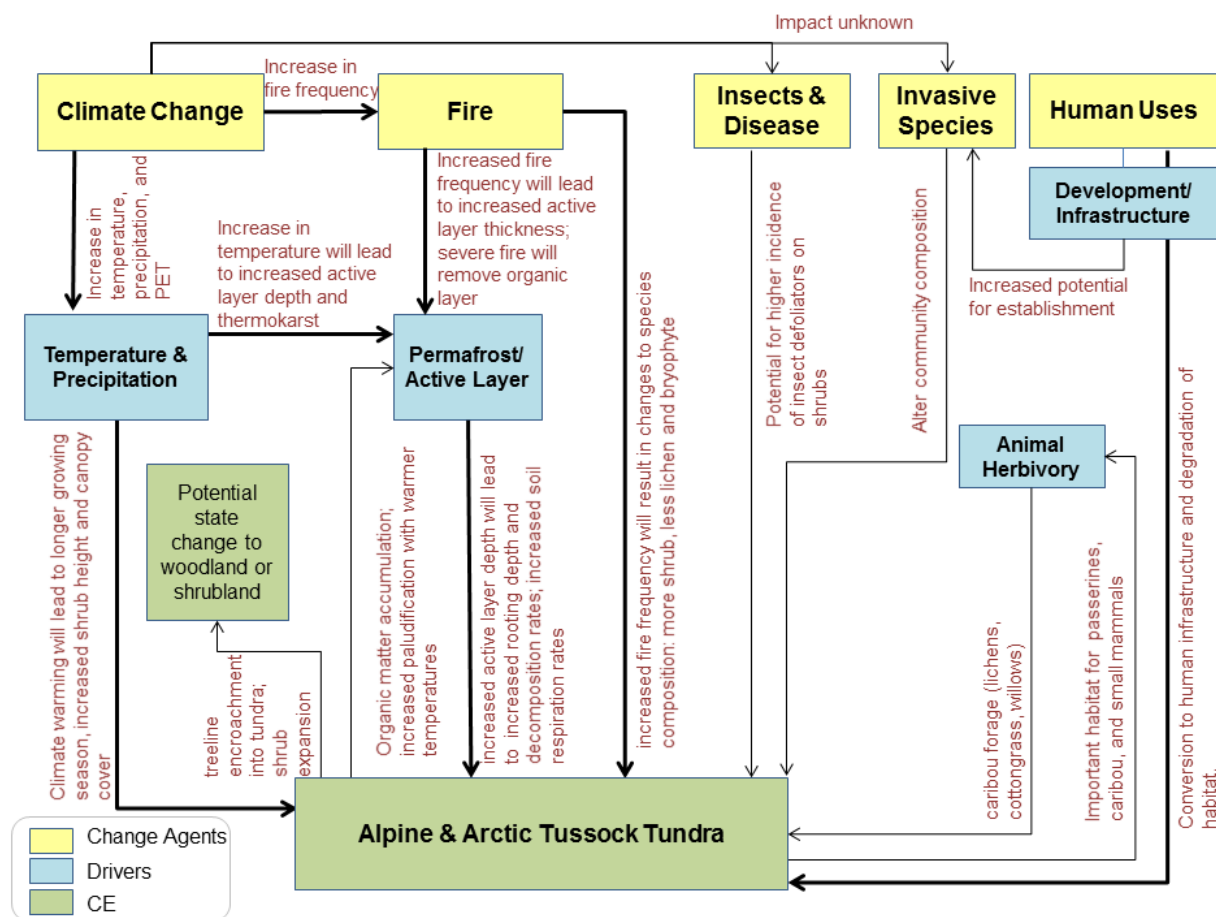 Impact unknown
Increase in
fire frequency
Climate Change
Fire
Insects &
Disease
Invasive
Species
Human Uses
Development/
Infrastructure
Increase in
temperature,
precipitation, and
PET
Increase in
temperature will lead
to increased active
layer depth and
thermokarst
Increased fire
frequency will lead
to increased active
layer thickness;
severe fire will
remove organic
layer
Increased potential
for establishment
Temperature &
Precipitation
Permafrost/
Active Layer
Potential for higher incidence
of insect defoliators on
shrubs
Alter community composition
Animal
Herbivory
Potential
state
change to
woodland or
shrubland
Climate warming will lead to longer growing
season, increased shrub height and canopy
cover
treeline
encroachment
into tundra;
shrub
expansion
Organic matter accumulation;
increased paludification with warmer
temperatures
increased active layer depth will lead
to increased rooting depth and
decomposition rates; increased soil
respiration rates
increased fire frequency will result in changes to species
composition: more shrub, less lichen and bryophyte
caribou forage (lichens,
cottongrass, willows)
Important habitat for passerines,
caribou, and small mammals
Conversion to human infrastructure and degradation of
habitat.
Alpine & Arctic Tussock Tundra
Change Agents
Drivers
CE